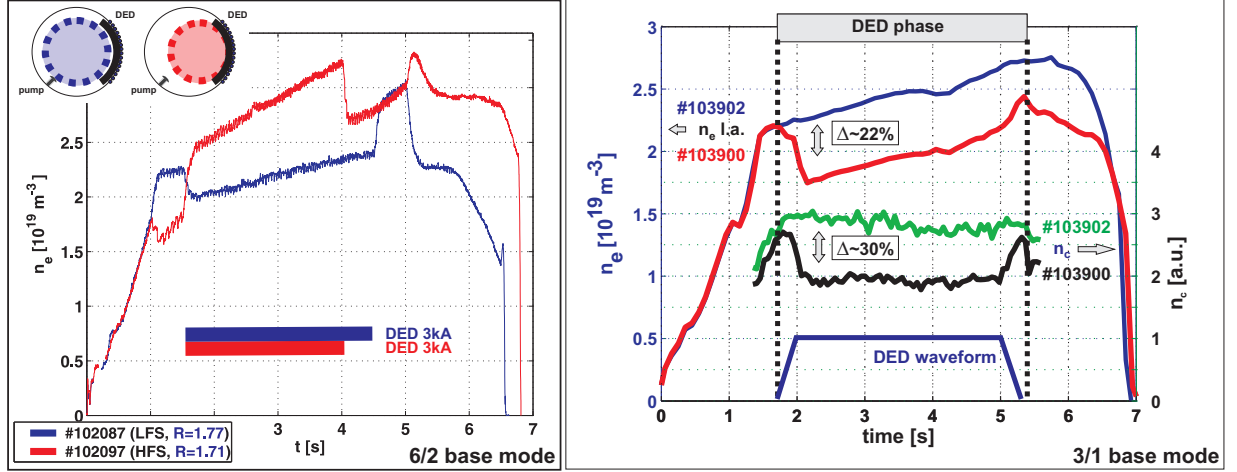 DED
DED
pump
pump
n_e [10^19 m^-3]
2.5
2
1.5
1
0.5
0
DED 3kA
DED 3kA
1
2
3
4
5
6
7
t [s]
#102087 (LFS, R=1.77)
#102097 (HFS, R=1.71)
6/2 base mode
DED phase
3
2.5
2
1.5
1
0.5
0
n_e [10^19 m^-3]
#103902
n_e l.a.
#103900
Δ~22%
Δ~30%
#103902
n_c
#103900
DED waveform
4
3
2
1
0
n_c [a.u.]
0
1
2
3
4
5
6
7
time [s]
3/1 base mode